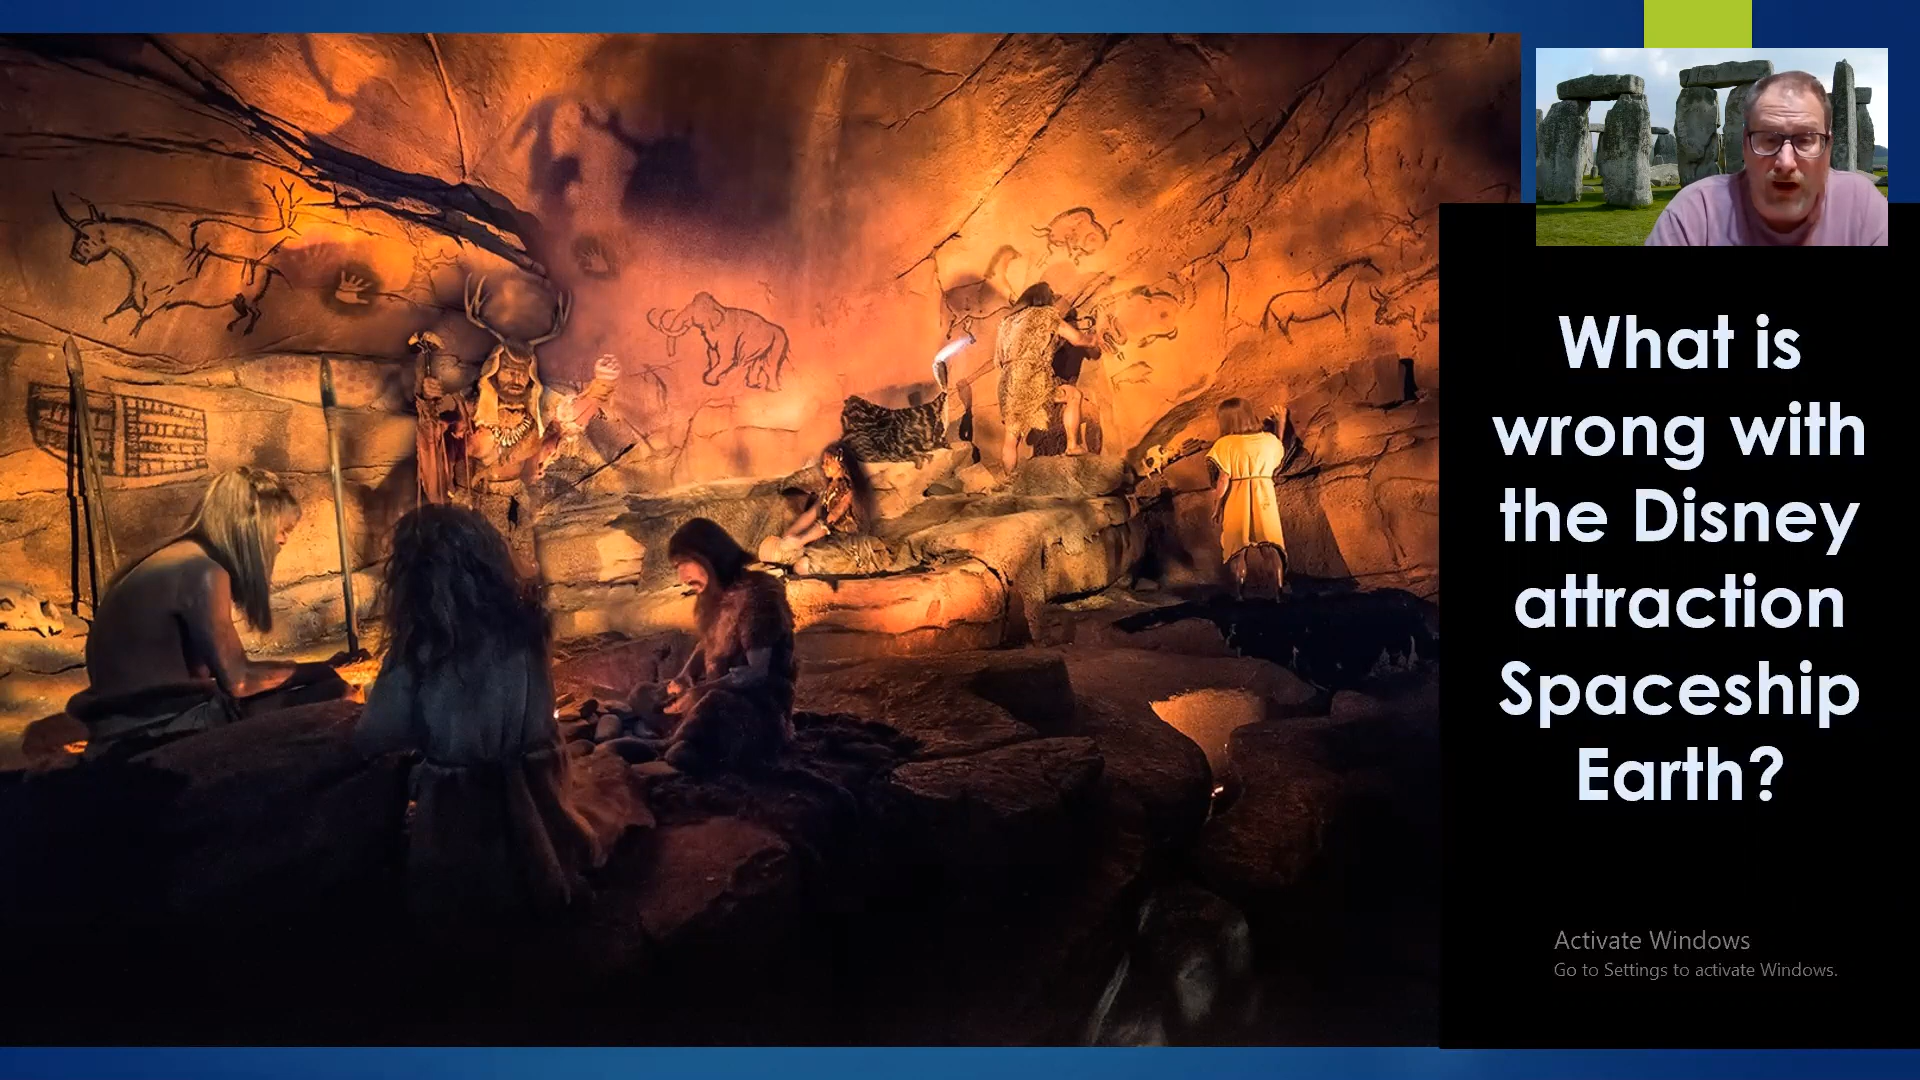 What is
wrong with
the Disney
attraction
Spaceship
Earth?
Activate Windows
Go to Settings to activate Windows.